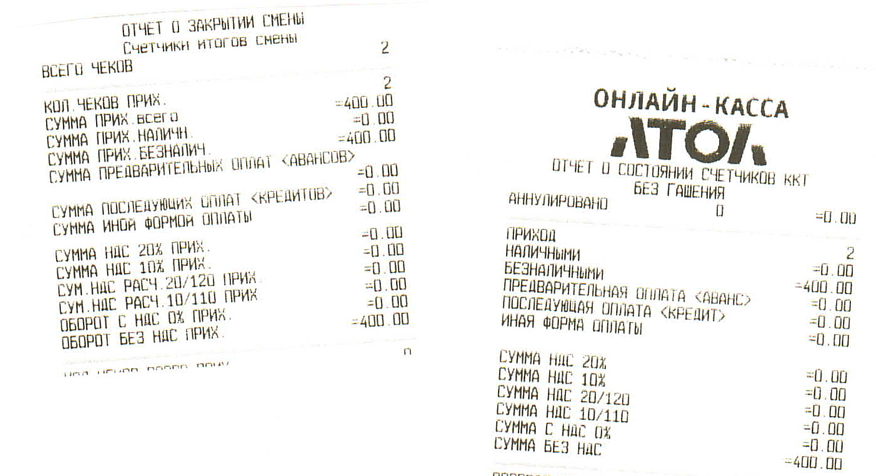 ОТЧЕТ О ЗАКРЫТИИ СМЕНЫ
Счетчики итогов смены
ВСЕГО ЧЕКОВ 2
КОЛ.ЧЕКОВ ПРИХ. 2
СУММА ПРИХ.всего =400.00
СУММА ПРИХ.НАЛИЧН. =0.00
СУММА ПРИХ.БЕЗНАЛИЧ. =400.00
СУММА ПРЕДВАРИТЕЛЬНЫХ ОПЛАТ <АВАНСОВ>
=0.00
СУММА ПОСЛЕДУЮЩИХ ОПЛАТ <КРЕДИТОВ> =0.00
СУММА ИНОЙ ФОРМОЙ ОПЛАТЫ =0.00
СУММА НДС 20% ПРИХ. =0.00
СУММА НДС 10% ПРИХ. =0.00
СУМ.НДС РАСЧ.20/120 ПРИХ. =0.00
СУМ.НДС РАСЧ.10/110 ПРИХ =0.00
ОБОРОТ С НДС 0% ПРИХ. =0.00
ОБОРОТ БЕЗ НДС ПРИХ. =400.00
0
ОНЛАЙН-КАССА
АТОЛ
ОТЧЕТ О СОСТОЯНИИ СЧЕТЧИКОВ ККТ
БЕЗ ГАШЕНИЯ
АННУЛИРОВАНО 0 =0.00
ПРИХОД 2
НАЛИЧНЫМИ =0.00
БЕЗНАЛИЧНЫМИ =400.00
ПРЕДВАРИТЕЛЬНАЯ ОПЛАТА <АВАНС> =0.00
ПОСЛЕДУЮЩАЯ ОПЛАТА <КРЕДИТ> =0.00
ИНАЯ ФОРМА ОПЛАТЫ =0.00
СУММА НДС 20% =0.00
СУММА НДС 10% =0.00
СУММА НДС 20/120 =0.00
СУММА НДС 10/110 =0.00
СУММА С НДС 0% =0.00
СУММА БЕЗ НДС =400.00